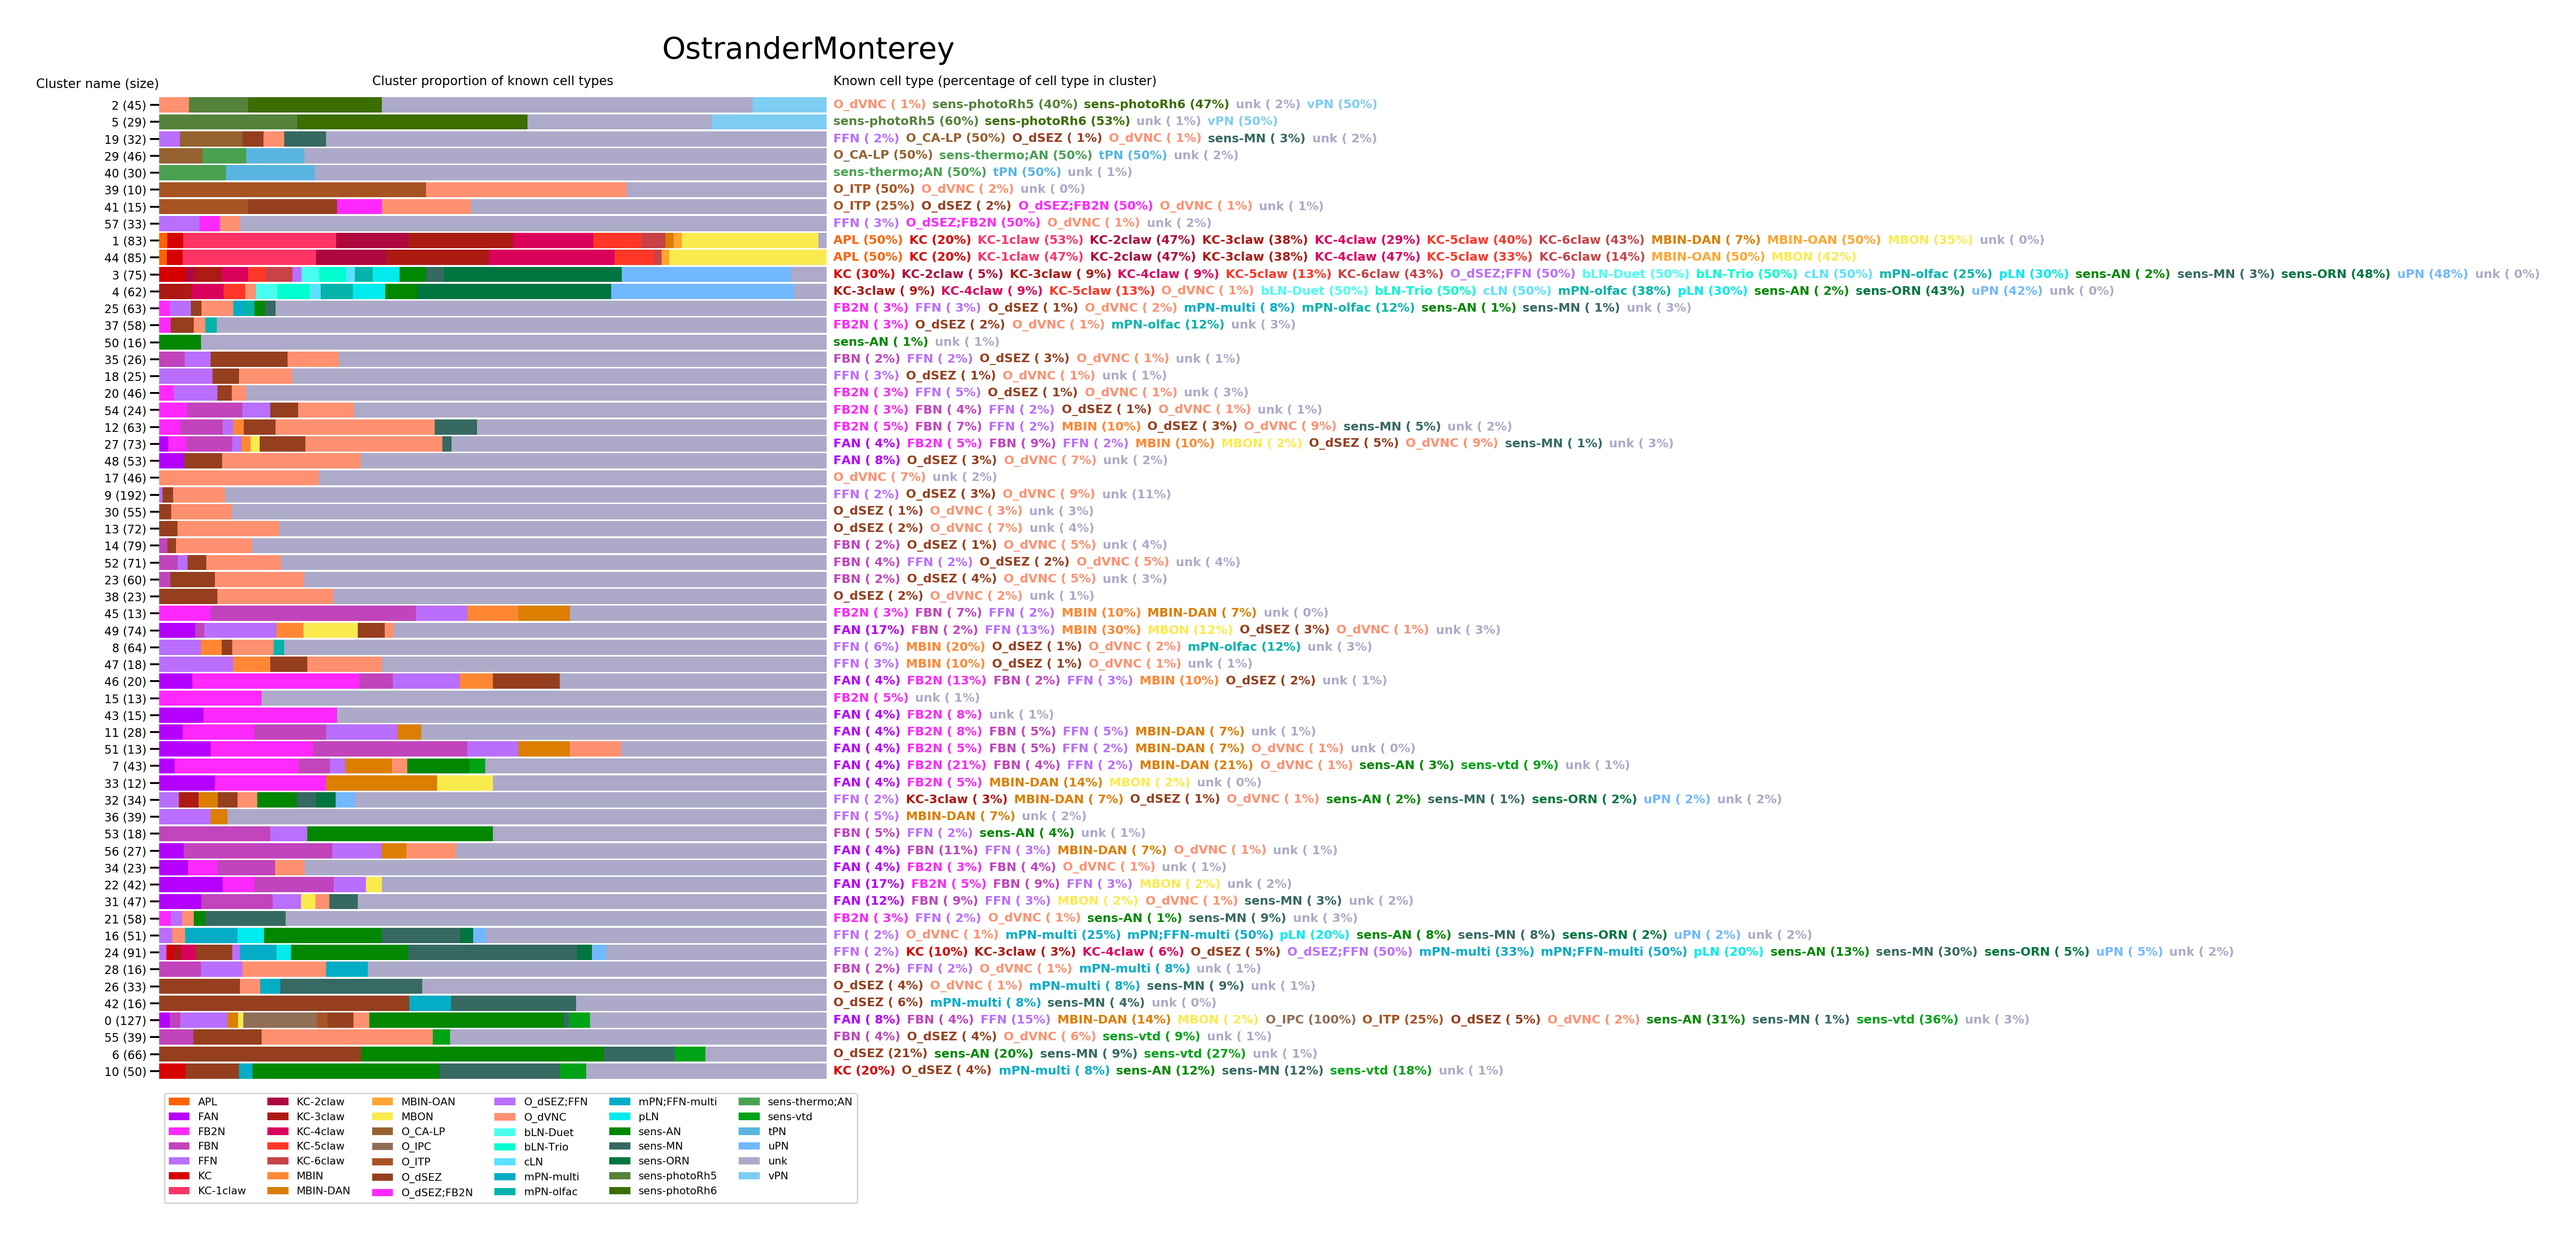 OstranderMonterey
Cluster name (size) Cluster proportion of known cell types Known cell type (percentage of cell type in cluster)
2 (45) O_dVNC ( 1%) sens-photoRh5 (40%) sens-photoRh6 (47%) unk ( 2%) vPN (50%)
5 (29) sens-photoRh5 (60%) sens-photoRh6 (53%) unk ( 1%) vPN (50%)
19 (32) FFN ( 2%) O_CA-LP (50%) O_dSEZ ( 1%) O_dVNC ( 1%) sens-MN ( 3%) unk ( 2%)
29 (46) O_CA-LP (50%) sens-thermo;AN (50%) tPN (50%) unk ( 2%)
40 (30) sens-thermo;AN (50%) tPN (50%) unk ( 1%)
39 (10) O_ITP (50%) O_dVNC ( 2%) unk ( 0%)
41 (15) O_ITP (25%) O_dSEZ ( 2%) O_dSEZ;FB2N (50%) O_dVNC ( 1%) unk ( 1%)
57 (33) FFN ( 3%) O_dSEZ;FB2N (50%) O_dVNC ( 1%) unk ( 2%)
1 (83) APL (50%) KC (20%) KC-1claw (53%) KC-2claw (47%) KC-3claw (38%) KC-4claw (29%) KC-5claw (40%) KC-6claw (43%) MBIN-DAN ( 7%) MBIN-OAN (50%) MBON (35%) unk ( 0%)
44 (85) APL (50%) KC (20%) KC-1claw (47%) KC-2claw (47%) KC-3claw (38%) KC-4claw (47%) KC-5claw (33%) KC-6claw (14%) MBIN-OAN (50%) MBON (42%)
3 (75) KC (30%) KC-2claw ( 5%) KC-3claw ( 9%) KC-4claw ( 9%) KC-5claw (13%) KC-6claw (43%) O_dSEZ;FFN (50%) bLN-Duet (50%) bLN-Trio (50%) cLN (50%) mPN-olfac (25%) pLN (30%) sens-AN ( 2%) sens-MN ( 3%) sens-ORN (48%) uPN (48%) unk ( 0%)
4 (62) KC-3claw ( 9%) KC-4claw ( 9%) KC-5claw (13%) O_dVNC ( 1%) bLN-Duet (50%) bLN-Trio (50%) cLN (50%) mPN-olfac (38%) pLN (30%) sens-AN ( 2%) sens-ORN (43%) uPN (42%) unk ( 0%)
25 (63) FB2N ( 3%) FFN ( 3%) O_dSEZ ( 1%) O_dVNC ( 2%) mPN-multi ( 8%) mPN-olfac (12%) sens-AN ( 1%) sens-MN ( 1%) unk ( 3%)
37 (58) FB2N ( 3%) O_dSEZ ( 2%) O_dVNC ( 1%) mPN-olfac (12%) unk ( 3%)
50 (16) sens-AN ( 1%) unk ( 1%)
35 (26) FBN ( 2%) FFN ( 2%) O_dSEZ ( 3%) O_dVNC ( 1%) unk ( 1%)
18 (25) FFN ( 3%) O_dSEZ ( 1%) O_dVNC ( 1%) unk ( 1%)
20 (46) FB2N ( 3%) FFN ( 5%) O_dSEZ ( 1%) O_dVNC ( 1%) unk ( 3%)
54 (24) FB2N ( 3%) FBN ( 4%) FFN ( 2%) O_dSEZ ( 1%) O_dVNC ( 1%) unk ( 1%)
12 (63) FB2N ( 5%) FBN ( 7%) FFN ( 2%) MBIN (10%) O_dSEZ ( 3%) O_dVNC ( 9%) sens-MN ( 5%) unk ( 2%)
27 (73) FAN ( 4%) FB2N ( 5%) FBN ( 9%) FFN ( 2%) MBIN (10%) MBON ( 2%) O_dSEZ ( 5%) O_dVNC ( 9%) sens-MN ( 1%) unk ( 3%)
48 (53) FAN ( 8%) O_dSEZ ( 3%) O_dVNC ( 7%) unk ( 2%)
17 (46) O_dVNC ( 7%) unk ( 2%)
9 (192) FFN ( 2%) O_dSEZ ( 3%) O_dVNC ( 9%) unk (11%)
30 (55) O_dSEZ ( 1%) O_dVNC ( 3%) unk ( 3%)
13 (72) O_dSEZ ( 2%) O_dVNC ( 7%) unk ( 4%)
14 (79) FBN ( 2%) O_dSEZ ( 1%) O_dVNC ( 5%) unk ( 4%)
52 (71) FBN ( 4%) FFN ( 2%) O_dSEZ ( 2%) O_dVNC ( 5%) unk ( 4%)
23 (60) FBN ( 2%) O_dSEZ ( 4%) O_dVNC ( 5%) unk ( 3%)
38 (23) O_dSEZ ( 2%) O_dVNC ( 2%) unk ( 1%)
45 (13) FB2N ( 3%) FBN ( 7%) FFN ( 2%) MBIN (10%) MBIN-DAN ( 7%) unk ( 0%)
49 (74) FAN (17%) FBN ( 2%) FFN (13%) MBIN (30%) MBON (12%) O_dSEZ ( 3%) O_dVNC ( 1%) unk ( 3%)
8 (64) FFN ( 6%) MBIN (20%) O_dSEZ ( 1%) O_dVNC ( 2%) mPN-olfac (12%) unk ( 3%)
47 (18) FFN ( 3%) MBIN (10%) O_dSEZ ( 1%) O_dVNC ( 1%) unk ( 1%)
46 (20) FAN ( 4%) FB2N (13%) FBN ( 2%) FFN ( 3%) MBIN (10%) O_dSEZ ( 2%) unk ( 1%)
15 (13) FB2N ( 5%) unk ( 1%)
43 (15) FAN ( 4%) FB2N ( 8%) unk ( 1%)
11 (28) FAN ( 4%) FB2N ( 8%) FBN ( 5%) FFN ( 5%) MBIN-DAN ( 7%) unk ( 1%)
51 (13) FAN ( 4%) FB2N ( 5%) FBN ( 5%) FFN ( 2%) MBIN-DAN ( 7%) O_dVNC ( 1%) unk ( 0%)
7 (43) FAN ( 4%) FB2N (21%) FBN ( 4%) FFN ( 2%) MBIN-DAN (21%) O_dVNC ( 1%) sens-AN ( 3%) sens-vtd ( 9%) unk ( 1%)
33 (12) FAN ( 4%) FB2N ( 5%) MBIN-DAN (14%) MBON ( 2%) unk ( 0%)
32 (34) FFN ( 2%) KC-3claw ( 3%) MBIN-DAN ( 7%) O_dSEZ ( 1%) O_dVNC ( 1%) sens-AN ( 2%) sens-MN ( 1%) sens-ORN ( 2%) uPN ( 2%) unk ( 2%)
36 (39) FFN ( 5%) MBIN-DAN ( 7%) unk ( 2%)
53 (18) FBN ( 5%) FFN ( 2%) sens-AN ( 4%) unk ( 1%)
56 (27) FAN ( 4%) FBN (11%) FFN ( 3%) MBIN-DAN ( 7%) O_dVNC ( 1%) unk ( 1%)
34 (23) FAN ( 4%) FB2N ( 3%) FBN ( 4%) O_dVNC ( 1%) unk ( 1%)
22 (42) FAN (17%) FB2N ( 5%) FBN ( 9%) FFN ( 3%) MBON ( 2%) unk ( 2%)
31 (47) FAN (12%) FBN ( 9%) FFN ( 3%) MBON ( 2%) O_dVNC ( 1%) sens-MN ( 3%) unk ( 2%)
21 (58) FB2N ( 3%) FFN ( 2%) O_dVNC ( 1%) sens-AN ( 1%) sens-MN ( 9%) unk ( 3%)
16 (51) FFN ( 2%) O_dVNC ( 1%) mPN-multi (25%) mPN;FFN-multi (50%) pLN (20%) sens-AN ( 8%) sens-MN ( 8%) sens-ORN ( 2%) uPN ( 2%) unk ( 2%)
24 (91) FFN ( 2%) KC (10%) KC-3claw ( 3%) KC-4claw ( 6%) O_dSEZ ( 5%) O_dSEZ;FFN (50%) mPN-multi (33%) mPN;FFN-multi (50%) pLN (20%) sens-AN (13%) sens-MN (30%) sens-ORN ( 5%) uPN ( 5%) unk ( 2%)
28 (16) FBN ( 2%) FFN ( 2%) O_dVNC ( 1%) mPN-multi ( 8%) unk ( 1%)
26 (33) O_dSEZ ( 4%) O_dVNC ( 1%) mPN-multi ( 8%) sens-MN ( 9%) unk ( 1%)
42 (16) O_dSEZ ( 6%) mPN-multi ( 8%) sens-MN ( 4%) unk ( 0%)
0 (127) FAN ( 8%) FBN ( 4%) FFN (15%) MBIN-DAN (14%) MBON ( 2%) O_IPC (100%) O_ITP (25%) O_dSEZ ( 5%) O_dVNC ( 2%) sens-AN (31%) sens-MN ( 1%) sens-vtd (36%) unk ( 3%)
55 (39) FBN ( 4%) O_dSEZ ( 4%) O_dVNC ( 6%) sens-vtd ( 9%) unk ( 1%)
6 (66) O_dSEZ (21%) sens-AN (20%) sens-MN ( 9%) sens-vtd (27%) unk ( 1%)
10 (50) KC (20%) O_dSEZ ( 4%) mPN-multi ( 8%) sens-AN (12%) sens-MN (12%) sens-vtd (18%) unk ( 1%)
APL KC-2claw MBIN-OAN O_dSEZ;FFN mPN;FFN-multi sens-thermo;AN
FAN KC-3claw MBON O_dVNC pLN sens-vtd
FB2N KC-4claw O_CA-LP bLN-Duet sens-AN tPN
FBN KC-5claw O_IPC bLN-Trio sens-MN uPN
FFN KC-6claw O_ITP cLN sens-ORN unk
KC MBIN O_dSEZ mPN-multi sens-photoRh5 vPN
KC-1claw MBIN-DAN O_dSEZ;FB2N mPN-olfac sens-photoRh6